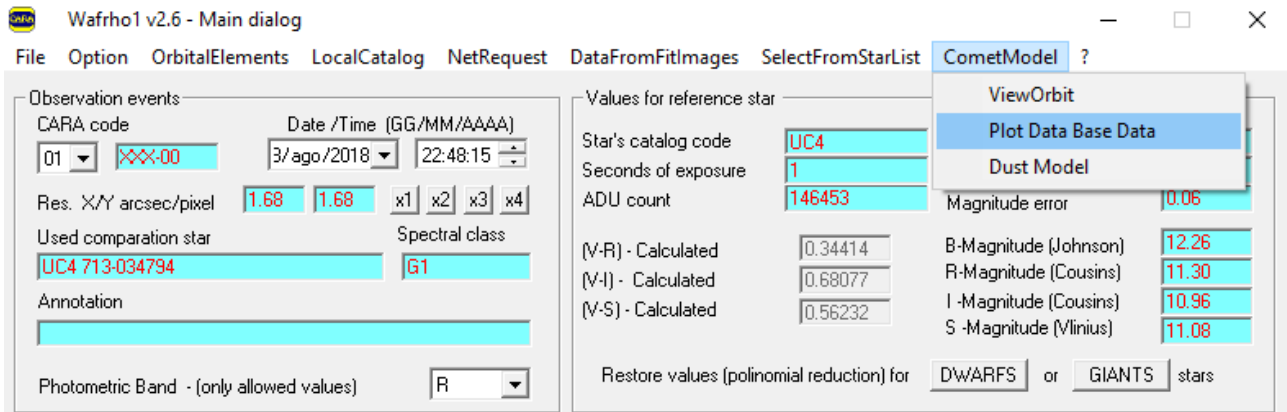 CARA Wafrho1 v2.6 - Main dialog
File Option OrbitalElements LocalCatalog NetRequest DataFromFitImages SelectFromStarList CometModel ?
ViewOrbit
Plot Data Base Data
Dust Model
Observation events
CARA code Date /Time (GG/MM/AAAA)
01 XXX-00 3/ago/2018 22:48:15
Res. X/Y arcsec/pixel 1.68 1.68 x1 x2 x3 x4
Used comparation star Spectral class
UC4 713-034794 G1
Annotation
Photometric Band - (only allowed values) R
Values for reference star
Star's catalog code UC4
Seconds of exposure 1
ADU count 146453
Magnitude error 0.06
(V-R) - Calculated 0.34414
(V-I) - Calculated 0.68077
(V-S) - Calculated 0.56232
B-Magnitude (Johnson) 12.26
R-Magnitude (Cousins) 11.30
I -Magnitude (Cousins) 10.96
S -Magnitude (Vlinius) 11.08
Restore values (polinomial reduction) for DWARFS or GIANTS stars